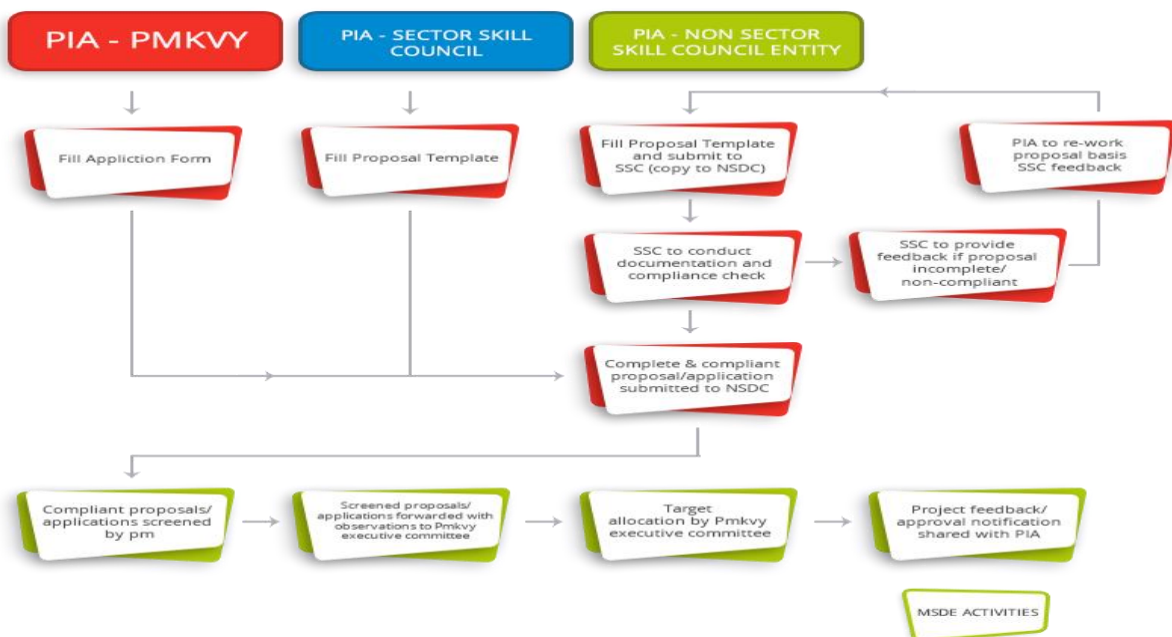 PIA - PMKVY
PIA - SECTOR SKILL
COUNCIL
PIA - NON SECTOR
SKILL COUNCIL ENTITY
Fill Appliction Form
Fill Proposal Template
Fill Proposal Template
and submit to
SSC (copy to NSDC)
PIA to re-work
proposal basis
SSC feedback
SSC to conduct
documentation and
compliance check
SSC to provide
feedback if proposal
incomplete/
non-compliant
Complete & compliant
proposal/application
submitted to NSDC
Compliant proposals/
applications screened
by pm
Screened proposals/
applications forwarded with
observations to Pmkvy
executive committee
Target
allocation by Pmkvy
executive committee
Project feedback/
approval notification
shared with PIA
MSDE ACTIVITIES